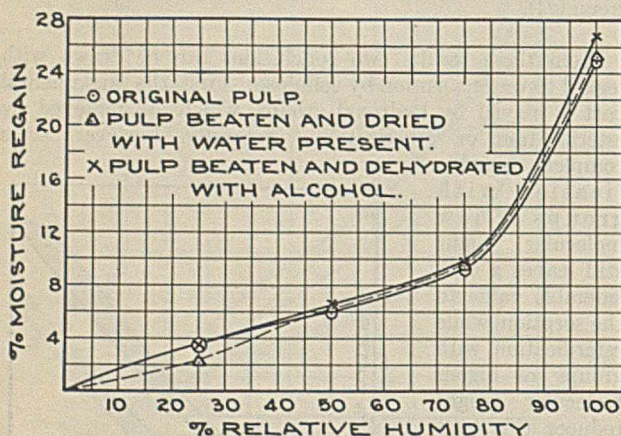 28
24
20
16
12
8
4
% MOISTURE REGAIN
⊙ ORIGINAL PULP.
△ PULP BEATEN AND DRIED
WITH WATER PRESENT.
X PULP BEATEN AND DEHYDRATED
WITH ALCOHOL.
10 20 30 40 50 60 70 80 90 100
% RELATIVE HUMIDITY